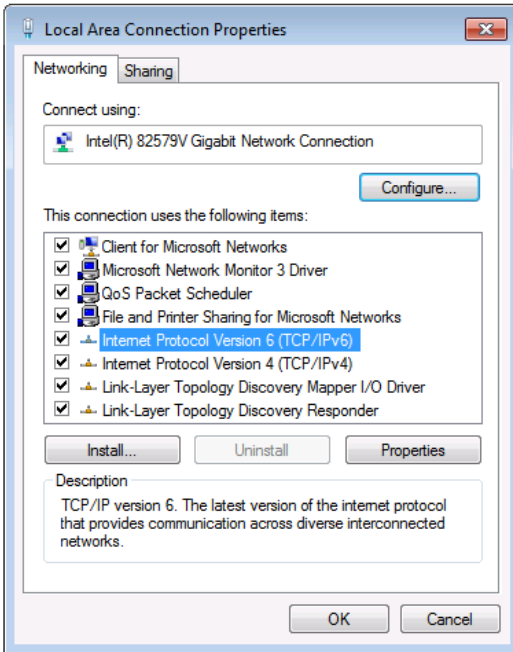 Local Area Connection Properties
Networking
Sharing
Connect using:
Intel(R) 82579V Gigabit Network Connection
Configure...
This connection uses the following items:
Client for Microsoft Networks
Microsoft Network Monitor 3 Driver
QoS Packet Scheduler
File and Printer Sharing for Microsoft Networks
Internet Protocol Version 6 (TCP/IPv6)
Internet Protocol Version 4 (TCP/IPv4)
Link-Layer Topology Discovery Mapper I/O Driver
Link-Layer Topology Discovery Responder
Install...
Uninstall
Properties
Description
TCP/IP version 6. The latest version of the internet protocol
that provides communication across diverse interconnected
networks.
OK
Cancel